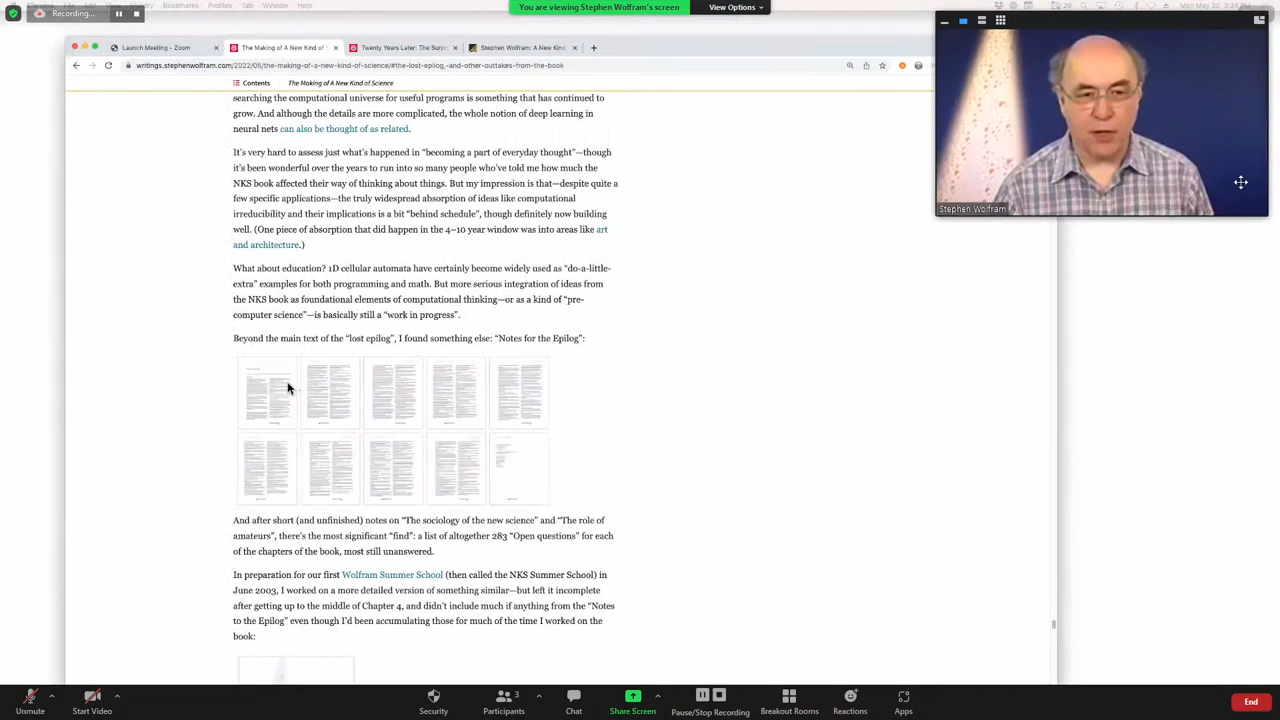 Chrome File Edit View History Bookmarks Profiles Tab Window Help
Mon May 30 3:24 PM
Recording...
You are viewing Stephen Wolfram's screen
View Options
Launch Meeting - Zoom
The Making of A New Kind of S
Twenty Years Later: The Surpr
Stephen Wolfram: A New Kind
writings.stephenwolfram.com/2022/05/the-making-of-a-new-kind-of-science/#the-lost-epilog,-and-other-outtakes-from-the-book
Contents
The Making of A New Kind of Science
searching the computational universe for useful programs is something that has continued to
grow. And although the details are more complicated, the whole notion of deep learning in
neural nets can also be thought of as related.
It's very hard to assess just what's happened in “becoming a part of everyday thought”—though
it's been wonderful over the years to run into so many people who've told me how much the
NKS book affected their way of thinking about things. But my impression is that—despite quite a
few specific applications—the truly widespread absorption of ideas like computational
irreducibility and their implications is a bit “behind schedule”, though definitely now building
well. (One piece of absorption that did happen in the 4–10 year window was into areas like art
and architecture.)
What about education? 1D cellular automata have certainly become widely used as “do-a-little-
extra” examples for both programming and math. But more serious integration of ideas from
the NKS book as foundational elements of computational thinking—or as a kind of “pre-
computer science”—is basically still a “work in progress”.
Beyond the main text of the “lost epilog”, I found something else: “Notes for the Epilog”:
And after short (and unfinished) notes on “The sociology of the new science” and “The role of
amateurs”, there's the most significant “find”: a list of altogether 283 “Open questions” for each
of the chapters of the book, most still unanswered.
In preparation for our first Wolfram Summer School (then called the NKS Summer School) in
June 2003, I worked on a more detailed version of something similar—but left it incomplete
after getting up to the middle of Chapter 4, and didn't include much if anything from the “Notes
to the Epilog” even though I'd been accumulating those for much of the time I worked on the
book:
Stephen Wolfram
Unmute
Start Video
Security
3
Participants
Chat
Share Screen
Pause/Stop Recording
Breakout Rooms
Reactions
Apps
End